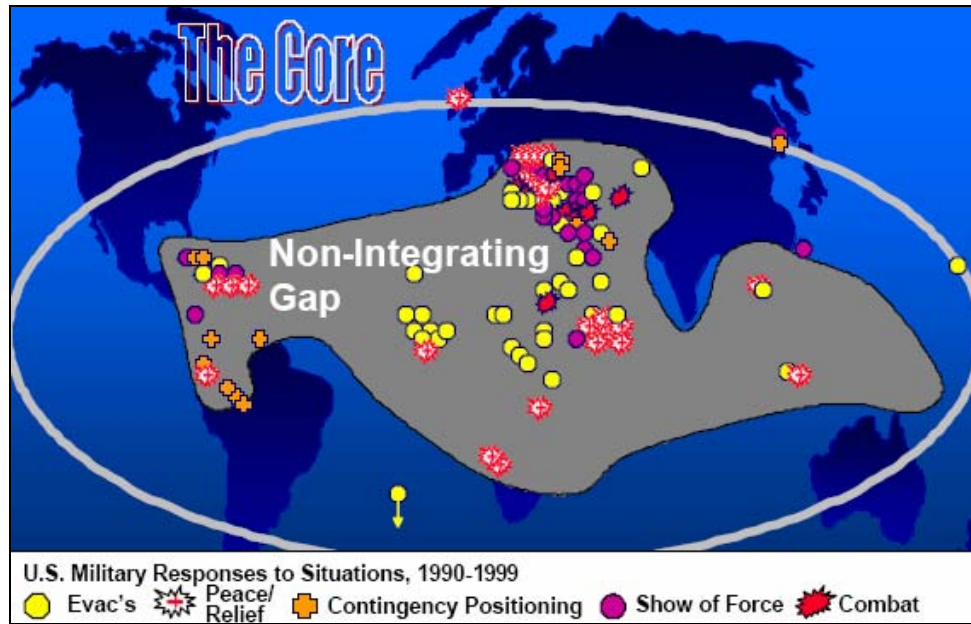 The Core
Non-Integrating
Gap
U.S. Military Responses to Situations, 1990-1999
Evac's
Peace/
Relief
Contingency Positioning
Show of Force
Combat